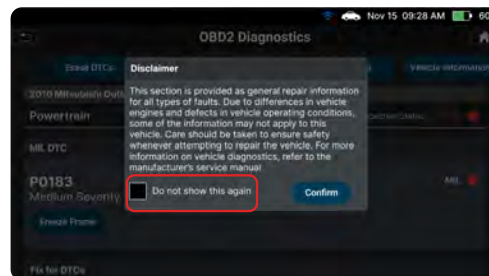 Nov 15 09:28 AM 60
OBD2 Diagnostics
Erase DTCs
Vehicle Information
Disclaimer
This section is provided as general repair information
for all types of faults. Due to differences in vehicle
engines and defects in vehicle operating conditions,
some of the information may not apply to this
vehicle. Care should be taken to ensure safety
whenever attempting to repair the vehicle. For more
information on vehicle diagnostics, refer to the
manufacturer's service manual
Do not show this again
Confirm
2010 Mitsubishi
Powertrain
MIL DTC
P0183
MIL
Medium Severity
Freeze Frame
Fix for DTCs